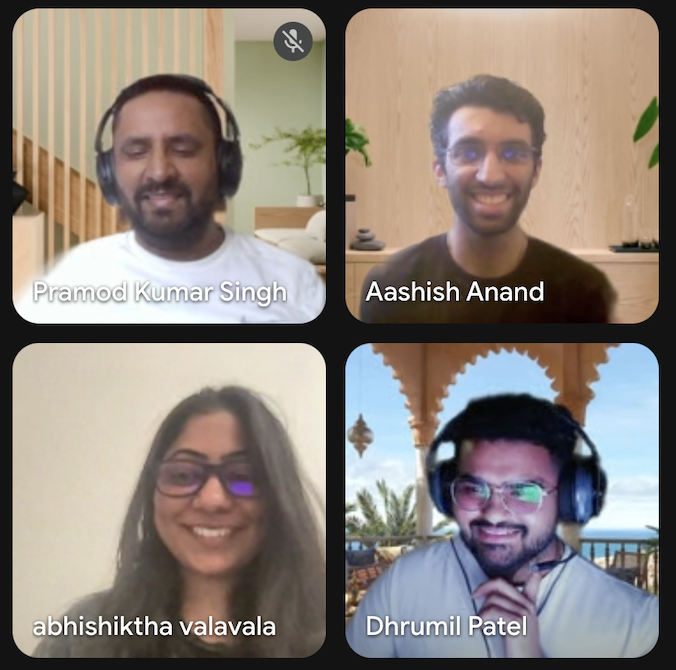 Pramod Kumar Singh
Aashish Anand
abhishiktha valavala
Dhrumil Patel